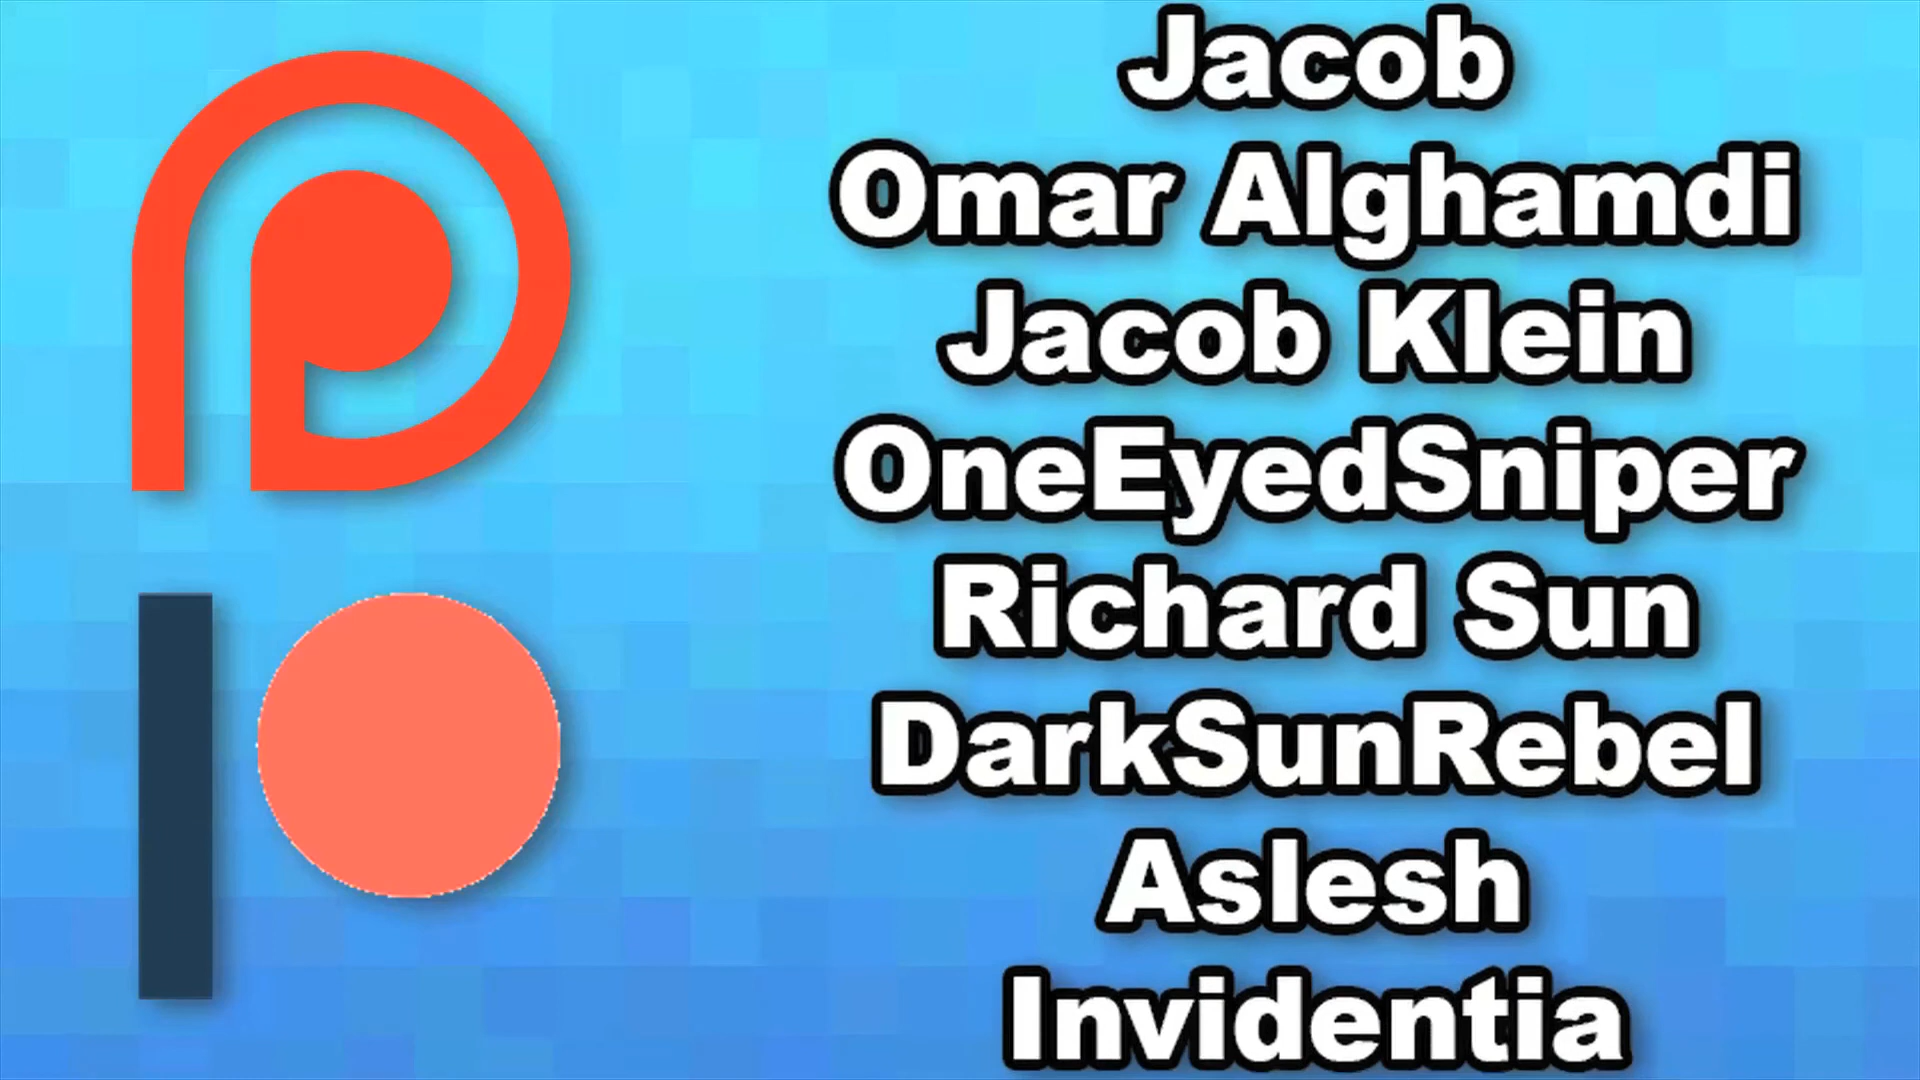 Jacob
Omar Alghamdi
Jacob Klein
OneEyedSniper
Richard Sun
DarkSunRebel
Aslesh
Invidentia